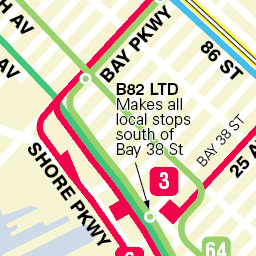 H AV
AV
BAY PKWY
86 ST
B82 LTD
Makes all
local stops
south of
Bay 38 St
BAY 38 ST
25 A
SHORE PKWY
3
64